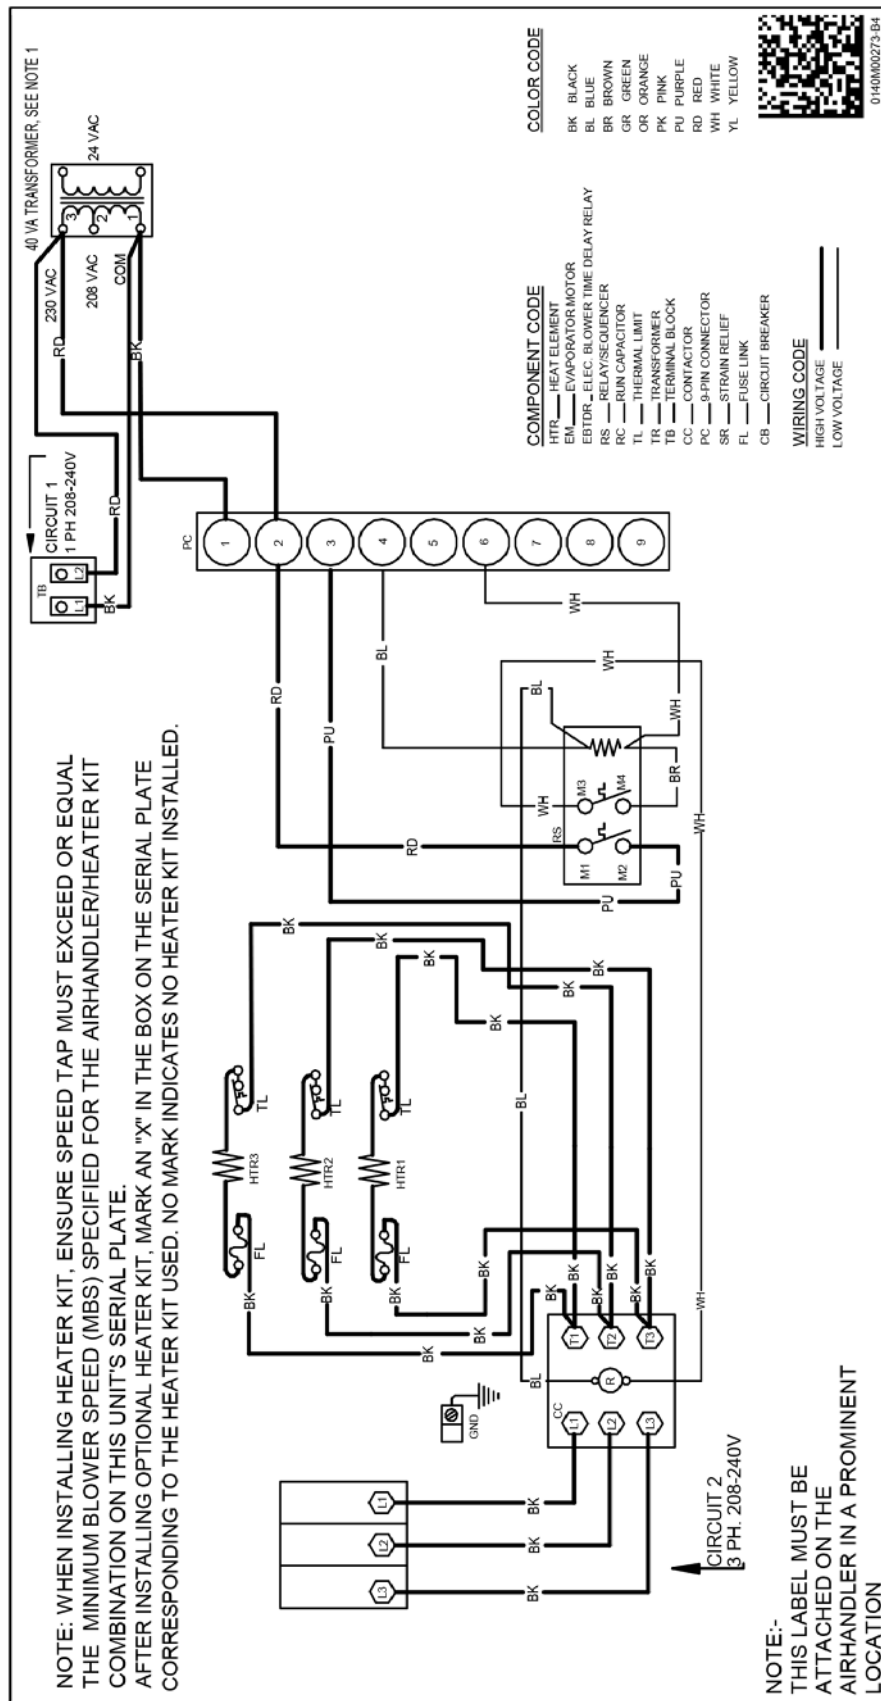 NOTE: WHEN INSTALLING HEATER KIT, ENSURE SPEED TAP MUST EXCEED OR EQUAL
THE MINIMUM BLOWER SPEED (MBS) SPECIFIED FOR THE AIRHANDLER/HEATER KIT
COMBINATION ON THIS UNIT'S SERIAL PLATE.
AFTER INSTALLING OPTIONAL HEATER KIT, MARK AN "X" IN THE BOX ON THE SERIAL PLATE
CORRESPONDING TO THE HEATER KIT USED. NO MARK INDICATES NO HEATER KIT INSTALLED.
TB
L1
L2
CIRCUIT 1
1 PH 208-240V
BK
RD
40 VA TRANSFORMER, SEE NOTE 1
230 VAC
208 VAC
COM
3
2
1
24 VAC
RD
BK
L3
L2
L1
BK
BK
BK
CIRCUIT 2
3 PH. 208-240V
GND
CC
L1
L2
L3
R
T1
T2
T3
BL
WH
BK
BK
BK
BK
BK
BK
BK
BK
BK
BK
BK
BK
FL
HTR3
TL
FL
HTR2
TL
FL
HTR1
TL
BK
BK
BK
BK
BK
BK
BL
WH
RS
M1
M2
M3
M4
RD
PU
PU
WH
BR
WH
BL
WH
RD
PU
BL
WH
PC
1
2
3
4
5
6
7
8
9
COMPONENT CODE
HTR HEAT ELEMENT
EM EVAPORATOR MOTOR
EBTDR ELEC. BLOWER TIME DELAY RELAY
RS RELAY/SEQUENCER
RC RUN CAPACITOR
TL THERMAL LIMIT
TR TRANSFORMER
TB TERMINAL BLOCK
CC CONTACTOR
PC 9-PIN CONNECTOR
SR STRAIN RELIEF
FL FUSE LINK
CB CIRCUIT BREAKER
WIRING CODE
HIGH VOLTAGE
LOW VOLTAGE
COLOR CODE
BK BLACK
BL BLUE
BR BROWN
GR GREEN
OR ORANGE
PK PINK
PU PURPLE
RD RED
WH WHITE
YL YELLOW
0140M00273-B4
NOTE:-
THIS LABEL MUST BE
ATTACHED ON THE
AIRHANDLER IN A PROMINENT
LOCATION